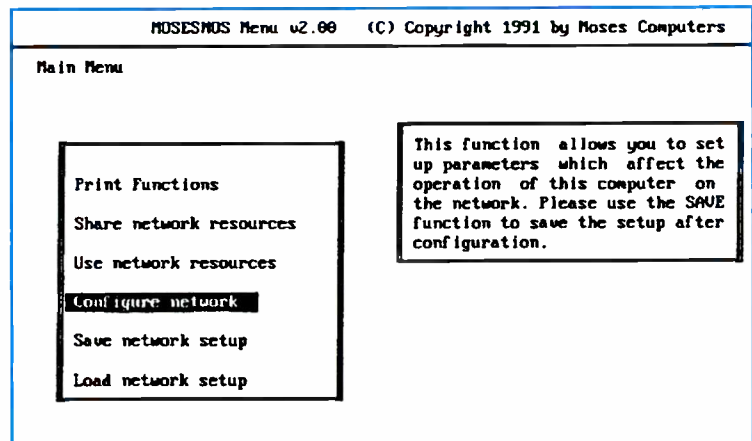 MOSESMOS Menu v2.00 (C) Copyright 1991 by Moses Computers
Main Menu
Print Functions
Share network resources
Use network resources
Configure network
Save network setup
Load network setup
This function allows you to set
up parameters which affect the
operation of this computer on
the network. Please use the SAVE
function to save the setup after
configuration.